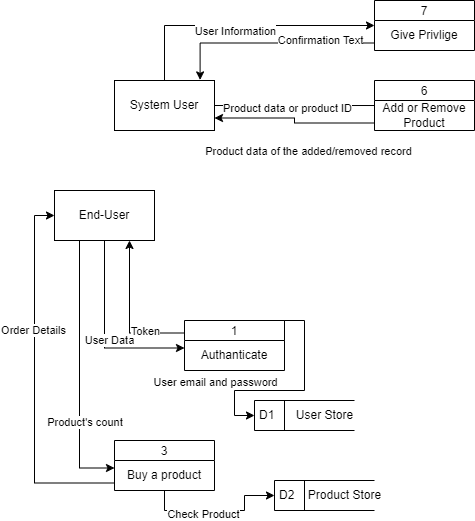 7
User Information
Give Privlige
Confirmation Text
6
System User
Product data or product ID
Add or Remove
Product
Product data of the added/removed record
End-User
Order Details
Token
1
User Data
Authanticate
User email and password
D1
User Store
Product's count
3
Buy a product
D2
Product Store
Check Product